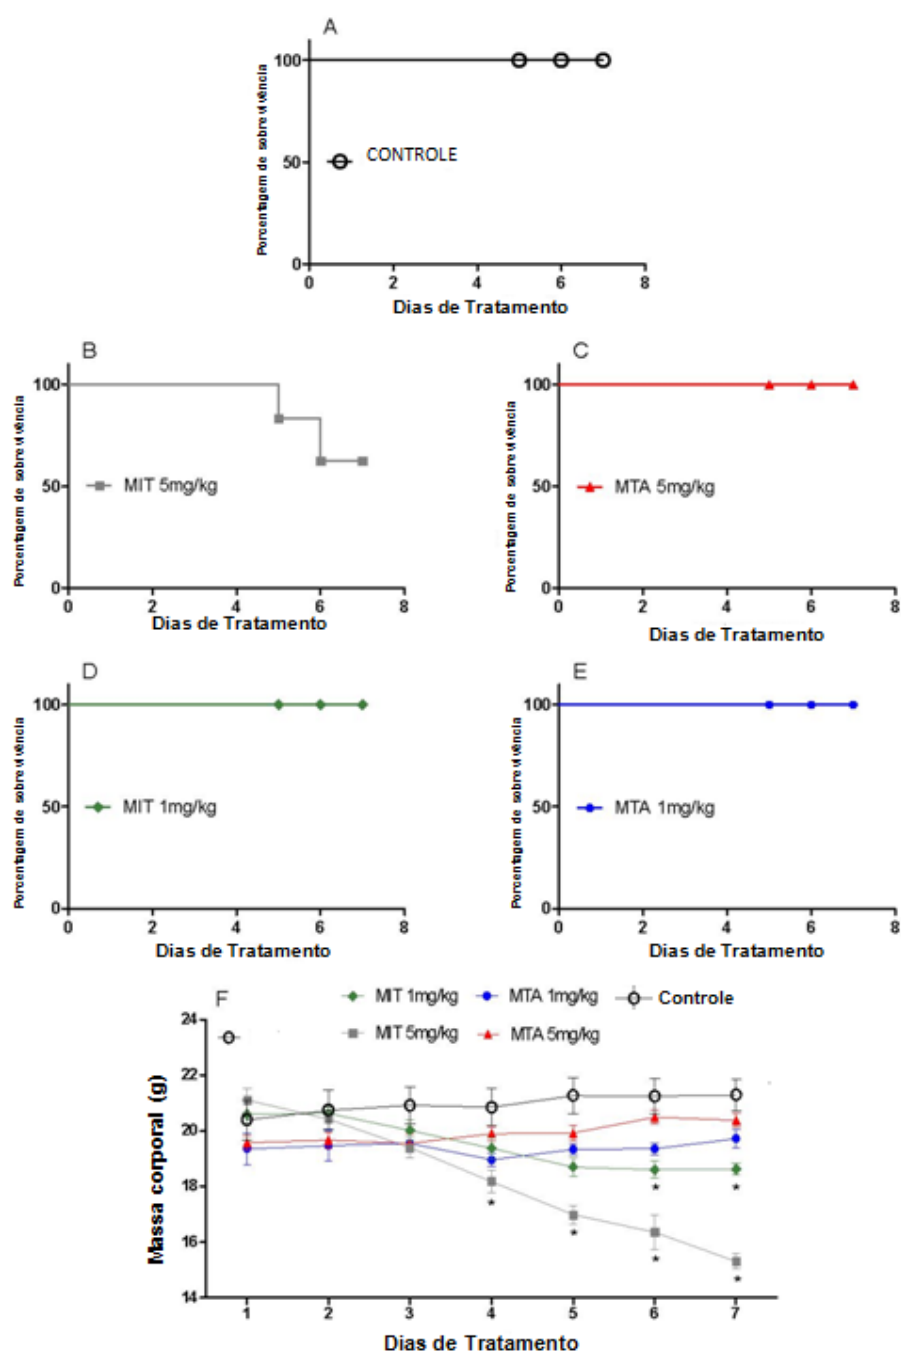 A
Porcentagem de sobrevivência
100
50
0
CONTROLE
0 2 4 6 8
Dias de Tratamento
B
Porcentagem de sobrevivência
100
50
0
MIT 5mg/kg
0 2 4 6 8
Dias de Tratamento
C
Porcentagem de sobrevivência
100
50
0
MTA 5mg/kg
0 2 4 6 8
Dias de Tratamento
D
Porcentagem de sobrevivência
100
50
0
MIT 1mg/kg
0 2 4 6 8
Dias de Tratamento
E
Porcentagem de sobrevivência
100
50
0
MTA 1mg/kg
0 2 4 6 8
Dias de Tratamento
F
MIT 1mg/kg MTA 1mg/kg Controle
MIT 5mg/kg MTA 5mg/kg
Massa corporal (g)
24
22
20
18
16
14
* * * * * *
1 2 3 4 5 6 7
Dias de Tratamento